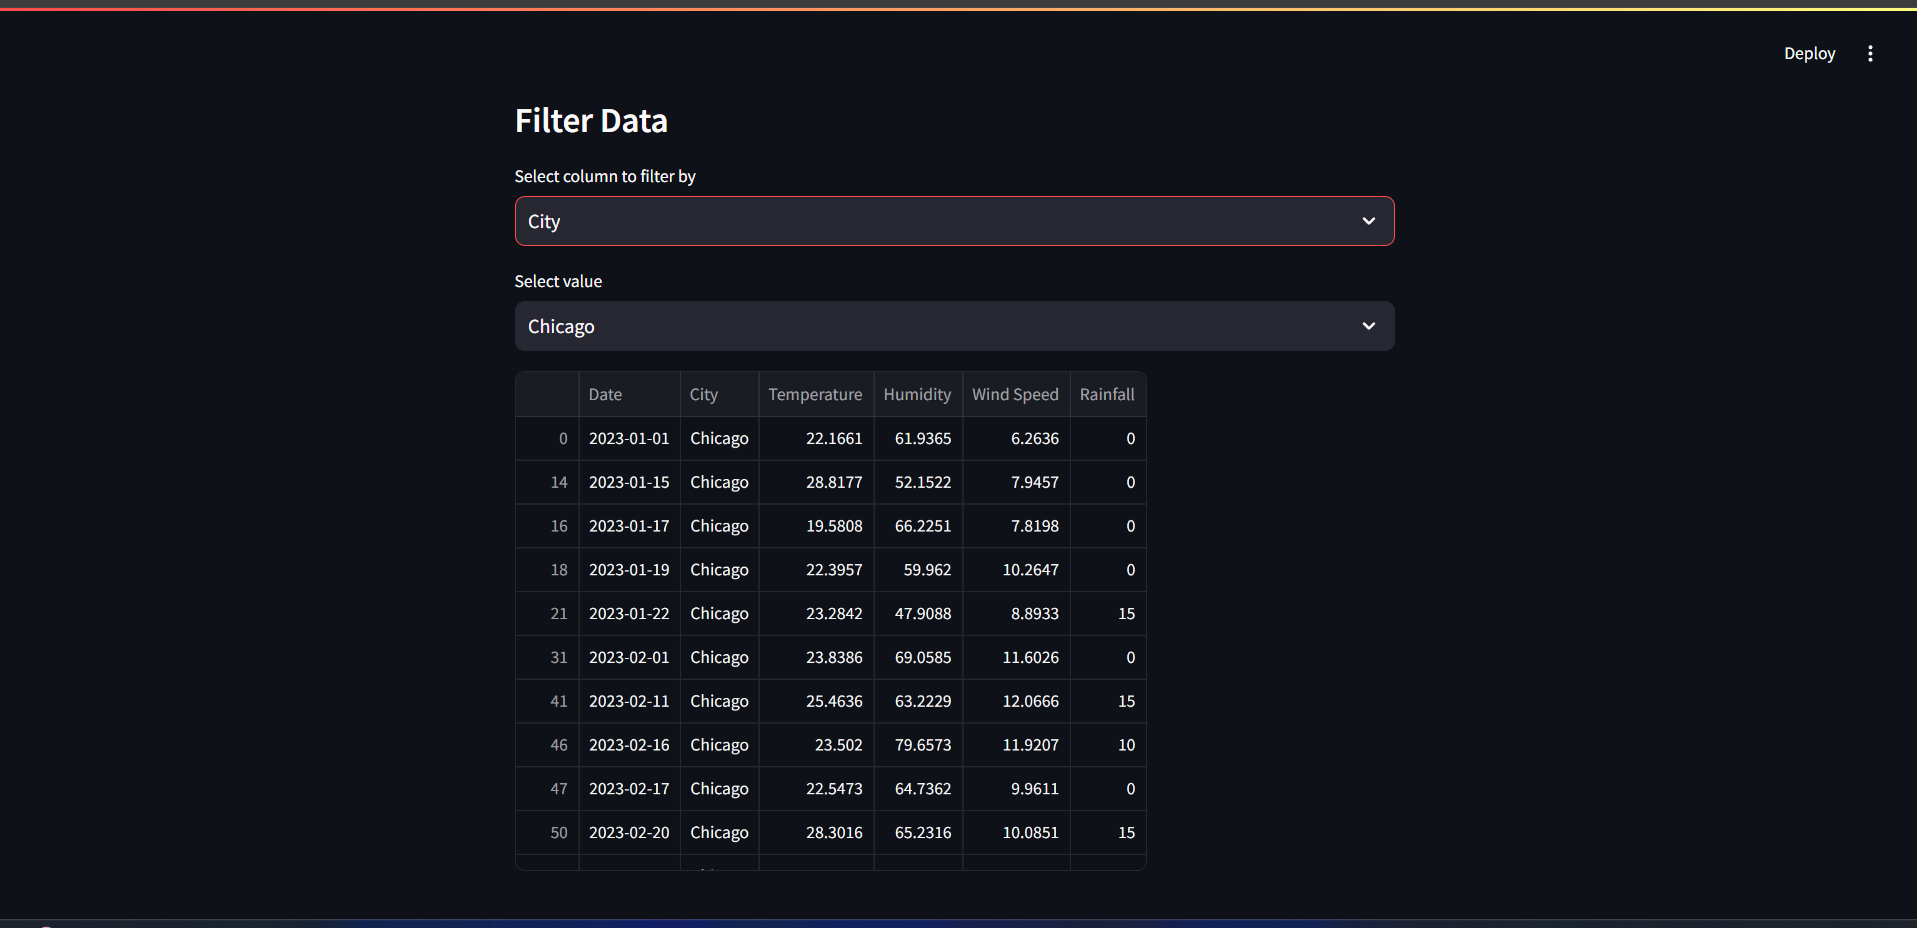 Deploy
Filter Data
Select column to filter by
City
Select value
Chicago
Date City Temperature Humidity Wind Speed Rainfall
0 2023-01-01 Chicago 22.1661 61.9365 6.2636 0
14 2023-01-15 Chicago 28.8177 52.1522 7.9457 0
16 2023-01-17 Chicago 19.5808 66.2251 7.8198 0
18 2023-01-19 Chicago 22.3957 59.962 10.2647 0
21 2023-01-22 Chicago 23.2842 47.9088 8.8933 15
31 2023-02-01 Chicago 23.8386 69.0585 11.6026 0
41 2023-02-11 Chicago 25.4636 63.2229 12.0666 15
46 2023-02-16 Chicago 23.502 79.6573 11.9207 10
47 2023-02-17 Chicago 22.5473 64.7362 9.9611 0
50 2023-02-20 Chicago 28.3016 65.2316 10.0851 15